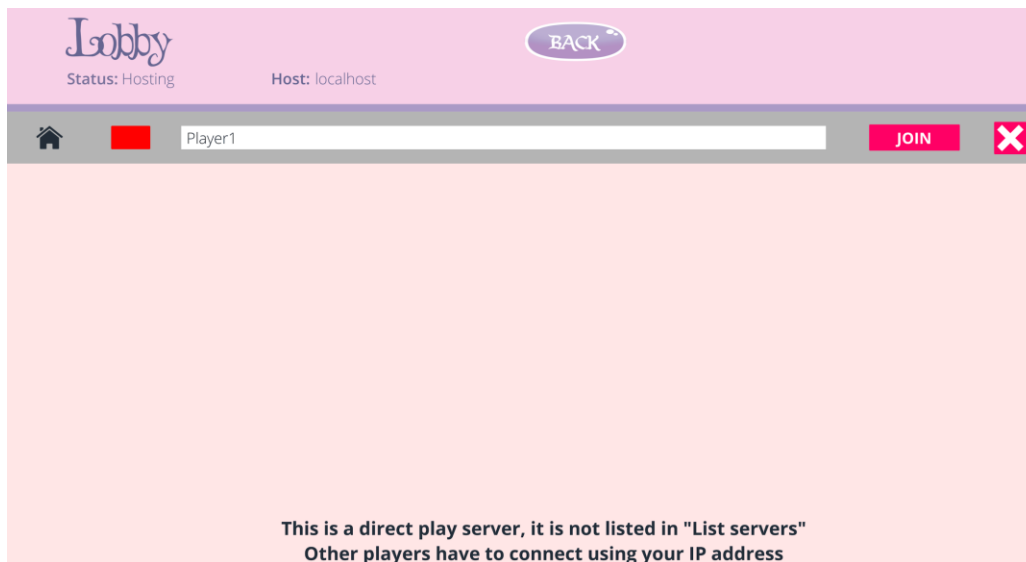 Lobby
BACK
Status: Hosting
Host: localhost
Player1
JOIN
This is a direct play server, it is not listed in "List servers"
Other players have to connect using your IP address